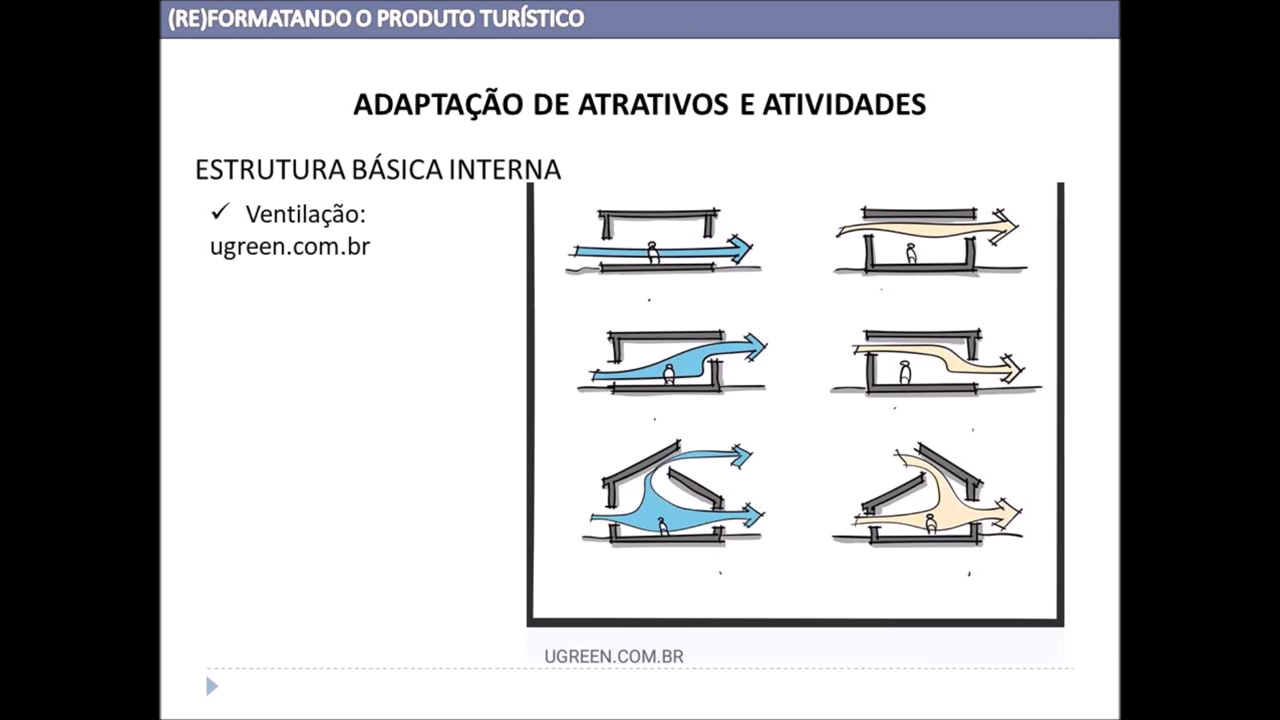 (RE)FORMATANDO O PRODUTO TURÍSTICO
ADAPTAÇÃO DE ATRATIVOS E ATIVIDADES
ESTRUTURA BÁSICA INTERNA
✓ Ventilação:
ugreen.com.br
UGREEN.COM.BR